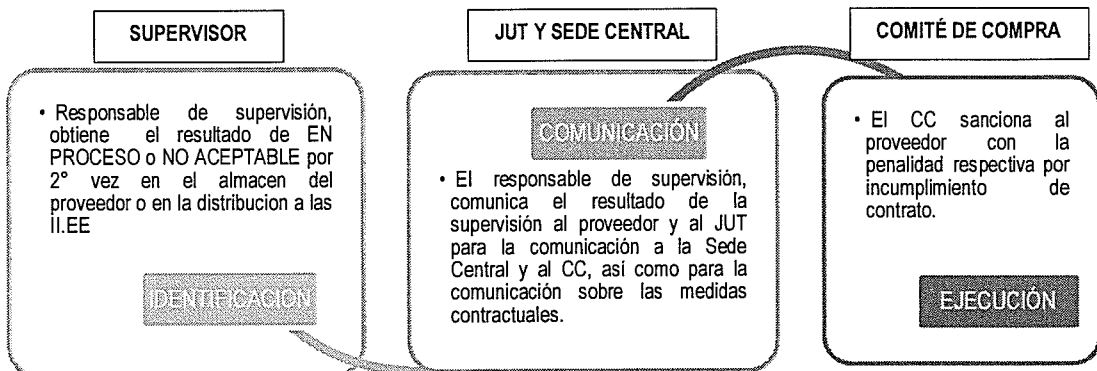 SUPERVISOR
• Responsable de supervisión,
obtiene el resultado de EN
PROCESO o NO ACEPTABLE por
2° vez en el almacen del
proveedor o en la distribucion a las
II.EE
IDENTIFICACIÓN
JUT Y SEDE CENTRAL
COMUNICACIÓN
• El responsable de supervisión,
comunica el resultado de la
supervisión al proveedor y al JUT
para la comunicación a la Sede
Central y al CC, así como para la
comunicación sobre las medidas
contractuales.
COMITÉ DE COMPRA
• El CC sanciona al
proveedor con la
penalidad respectiva por
incumplimiento de
contrato.
EJECUCIÓN